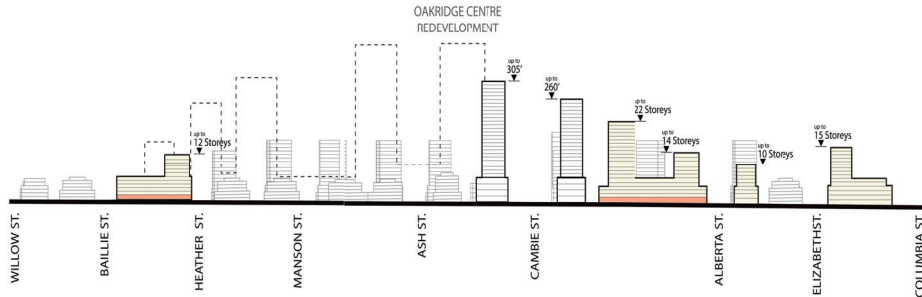 OAKRIDGE CENTRE
REDEVELOPMENT
up to
305'
up to
260'
up to
22 Storeys
up to
12 Storeys
up to
14 Storeys
up to
10 Storeys
up to
15 Storeys
WILLOW ST.
BAILLIE ST.
HEATHER ST.
MANSON ST.
ASH ST.
CAMBIE ST.
ALBERTA ST.
ELIZABETHST.
COLUMBIA ST.